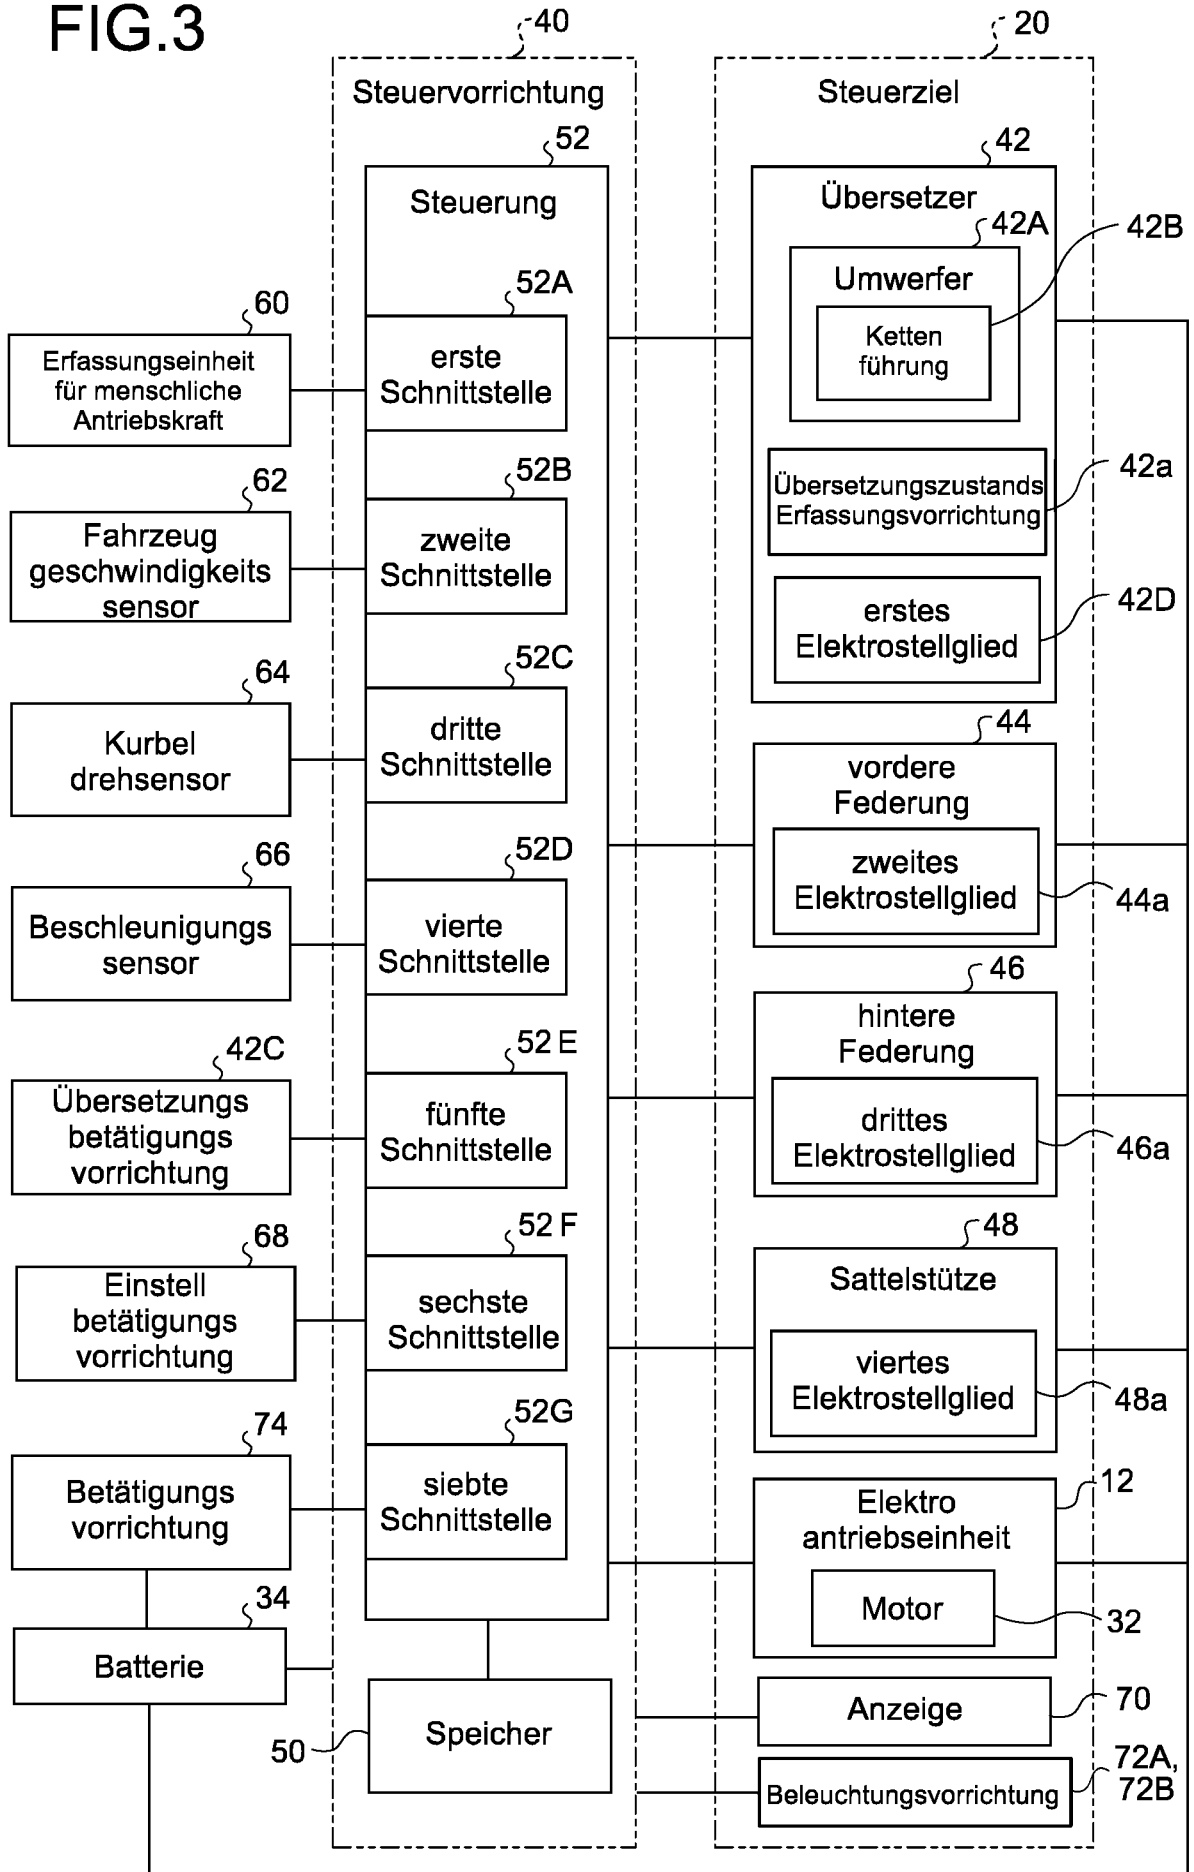 FIG.3
40
20
Steuervorrichtung
Steuerziel
52
Steuerung
42
Übersetzer
42A
42B
Umwerfer
Ketten
führung
42a
Übersetzungszustands
Erfassungsvorrichtung
42D
erstes
Elektrostellglied
60
Erfassungseinheit
für menschliche
Antriebskraft
52A
erste
Schnittstelle
62
Fahrzeug
geschwindigkeits
sensor
52B
zweite
Schnittstelle
64
Kurbel
drehsensor
52C
dritte
Schnittstelle
44
vordere
Federung
zweites
Elektrostellglied
44a
66
Beschleunigungs
sensor
52D
vierte
Schnittstelle
46
hintere
Federung
drittes
Elektrostellglied
46a
42C
Übersetzungs
betätigungs
vorrichtung
52 E
fünfte
Schnittstelle
68
Einstell
betätigungs
vorrichtung
52 F
sechste
Schnittstelle
48
Sattelstütze
viertes
Elektrostellglied
48a
74
Betätigungs
vorrichtung
52G
siebte
Schnittstelle
12
Elektro
antriebseinheit
Motor
32
34
Batterie
50
Speicher
Anzeige
70
Beleuchtungsvorrichtung
72A,
72B